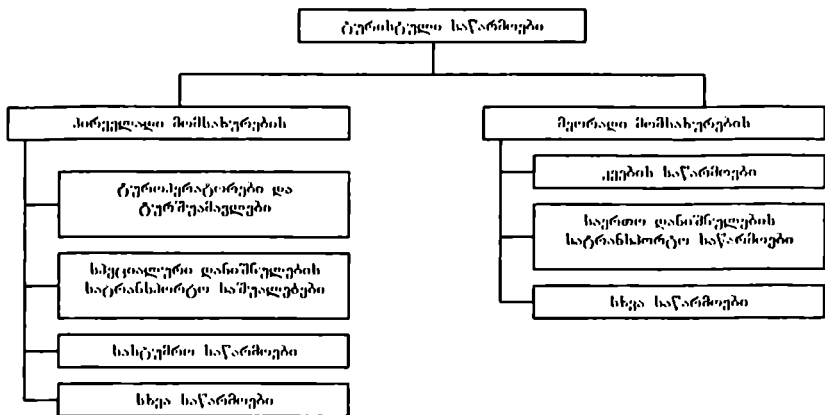 ტურისტული საწარმოები
პირველადი მომსახურების
მეორადი მომსახურების
ტუროპერატორები და
ტურშუამავლები
სპეციალური დანიშნულების
სატრანსპორტო საშუალებები
სასტუმრო საწარმოები
სხვა საწარმოები
კვების საწარმოები
საერთო დანიშნულების
სატრანსპორტო საწარმოები
სხვა საწარმოები